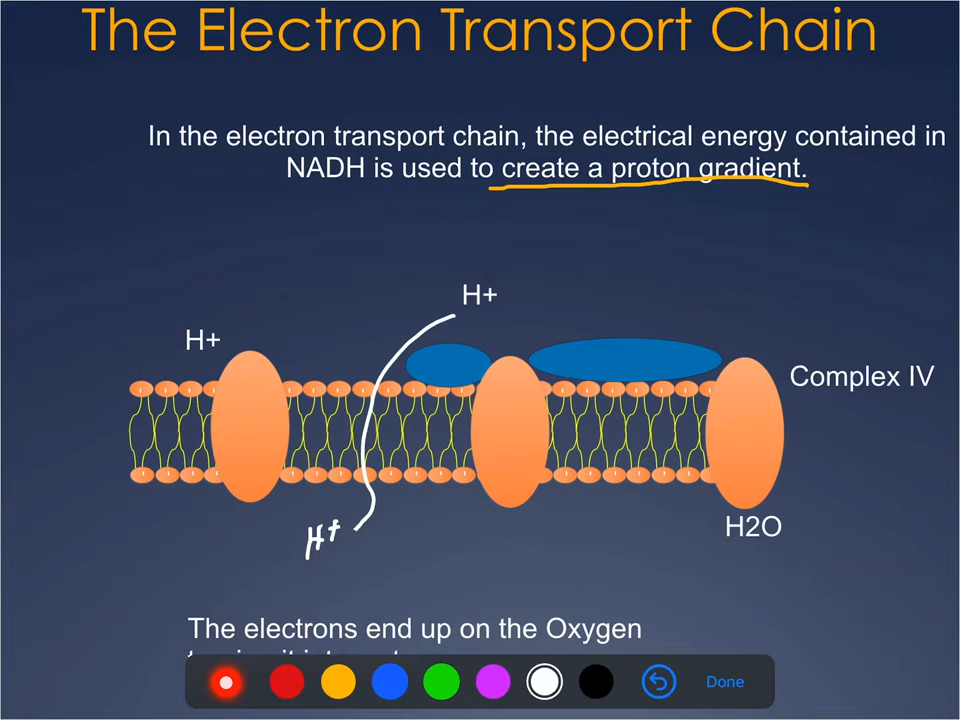 The Electron Transport Chain
In the electron transport chain, the electrical energy contained in
NADH is used to create a proton gradient.
H+
H+
Complex IV
H2O
H+
The electrons end up on the Oxygen
Done